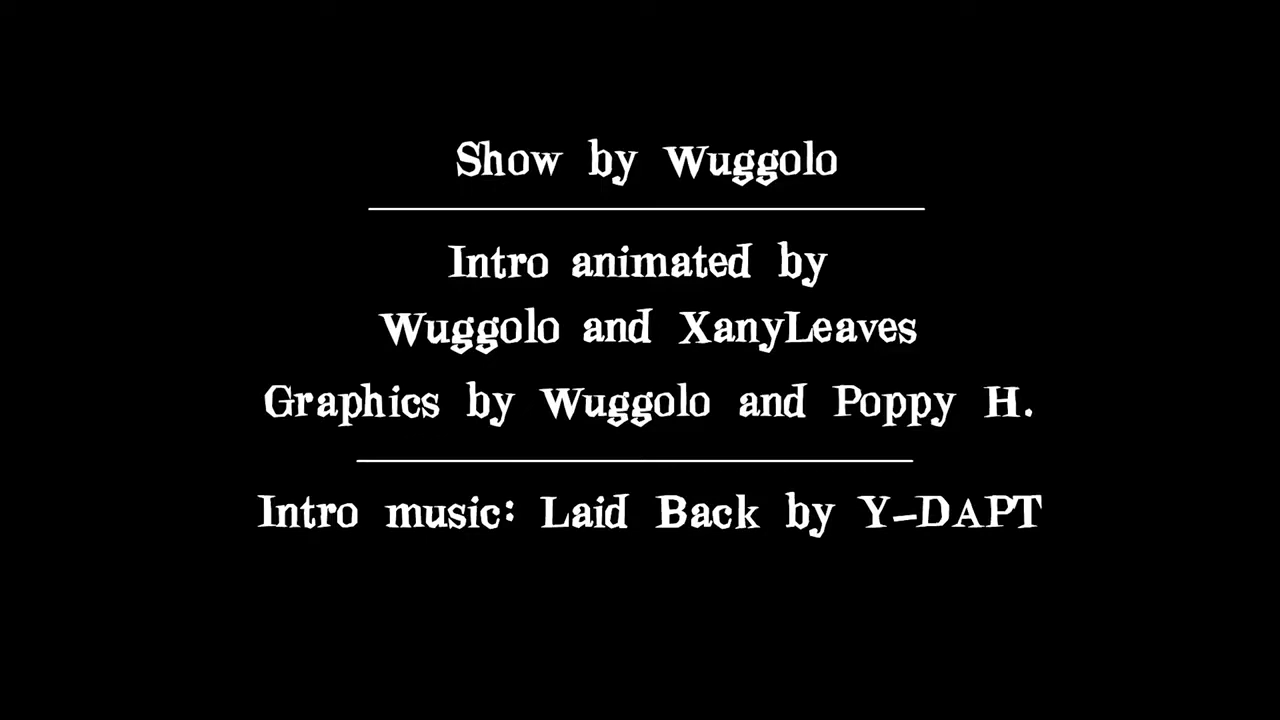 Show by Wuggolo
Intro animated by
Wuggolo and XanyLeaves
Graphics by Wuggolo and Poppy H.
Intro music: Laid Back by Y-DAPT